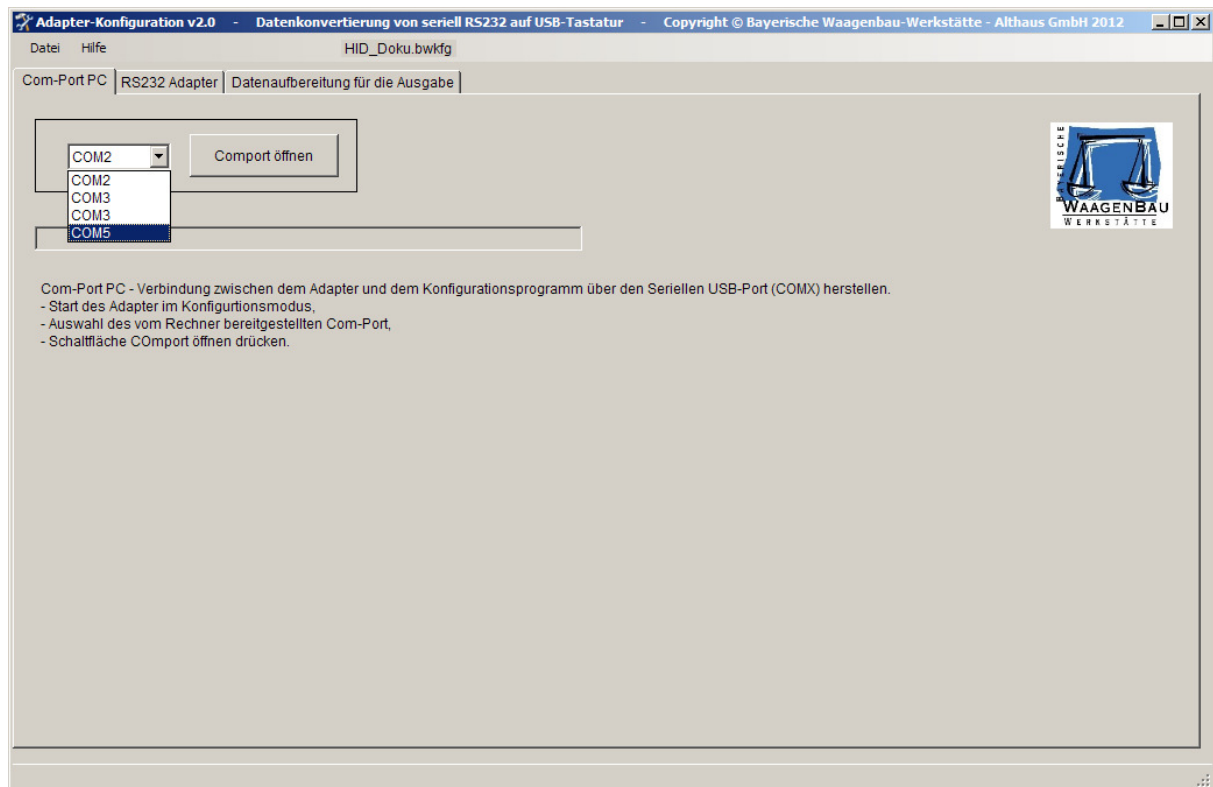 Adapter-Konfiguration v2.0 - Datenkonvertierung von seriell RS232 auf USB-Tastatur - Copyright © Bayerische Waagenbau-Werkstätte - Althaus GmbH 2012
Datei Hilfe HID_Doku.bwkfg
Com-Port PC RS232 Adapter Datenaufbereitung für die Ausgabe
COM2 Comport öffnen
COM2
COM3
COM3
COM5
BAYERISCHE
WAAGENBAU
WERKSTÄTTE
Com-Port PC - Verbindung zwischen dem Adapter und dem Konfigurationsprogramm über den Seriellen USB-Port (COMX) herstellen.
- Start des Adapter im Konfigurtionsmodus,
- Auswahl des vom Rechner bereitgestellten Com-Port,
- Schaltfläche COmport öffnen drücken.